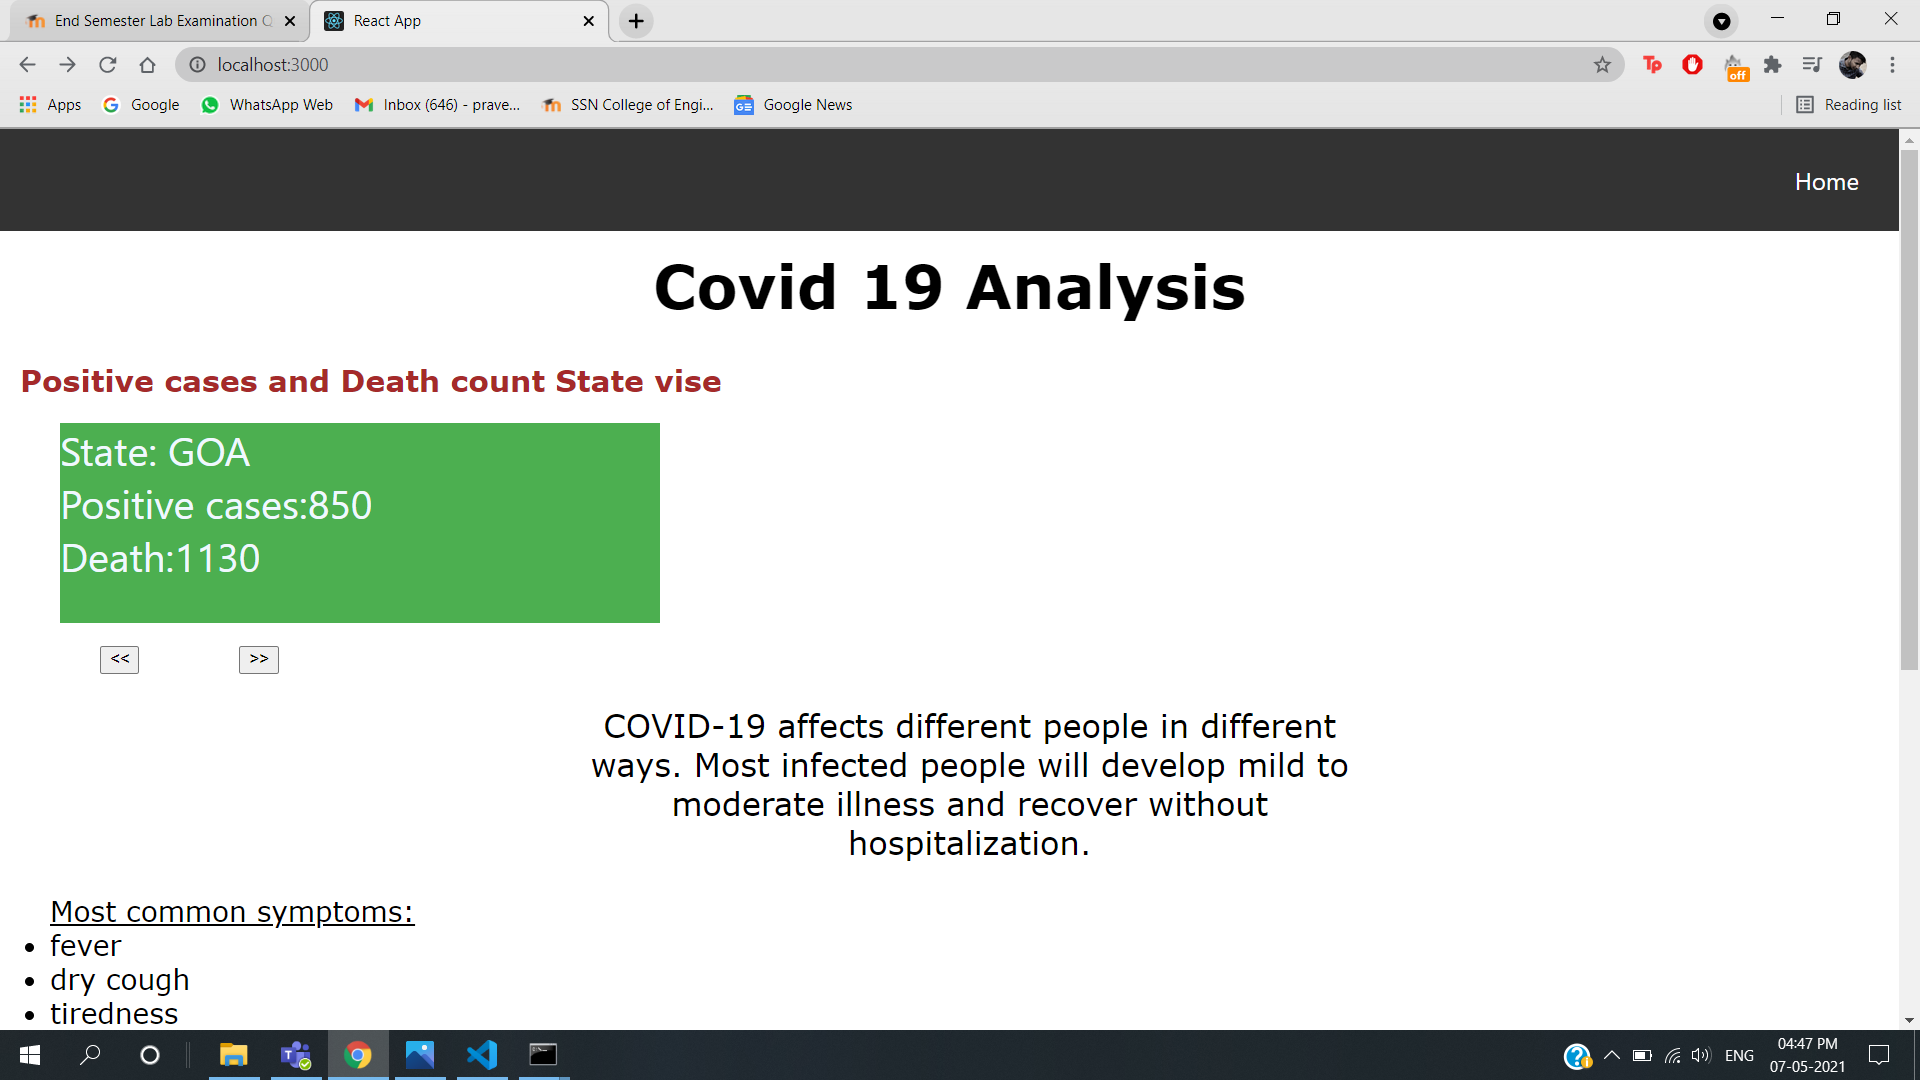 End Semester Lab Examination Q
React App
localhost:3000
Tp
off
Apps
Google
WhatsApp Web
Inbox (646) - prave...
SSN College of Engi...
GE
Google News
Reading list
Home
Covid 19 Analysis
Positive cases and Death count State vise
State: GOA
Positive cases:850
Death:1130
<<
>>
COVID-19 affects different people in different
ways. Most infected people will develop mild to
moderate illness and recover without
hospitalization.
Most common symptoms:
fever
dry cough
tiredness
ENG
04:47 PM
07-05-2021